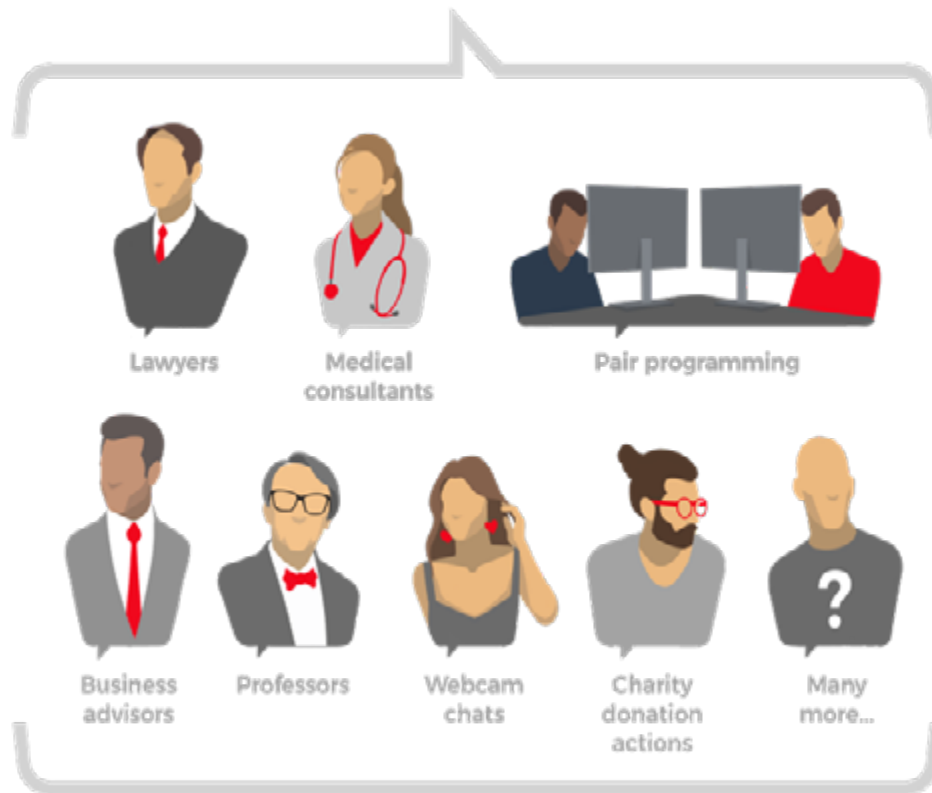 Lawyers
Medical
consultants
Pair programming
Business
advisors
Professors
Webcam
chats
Charity
donation
actions
?
Many
more...